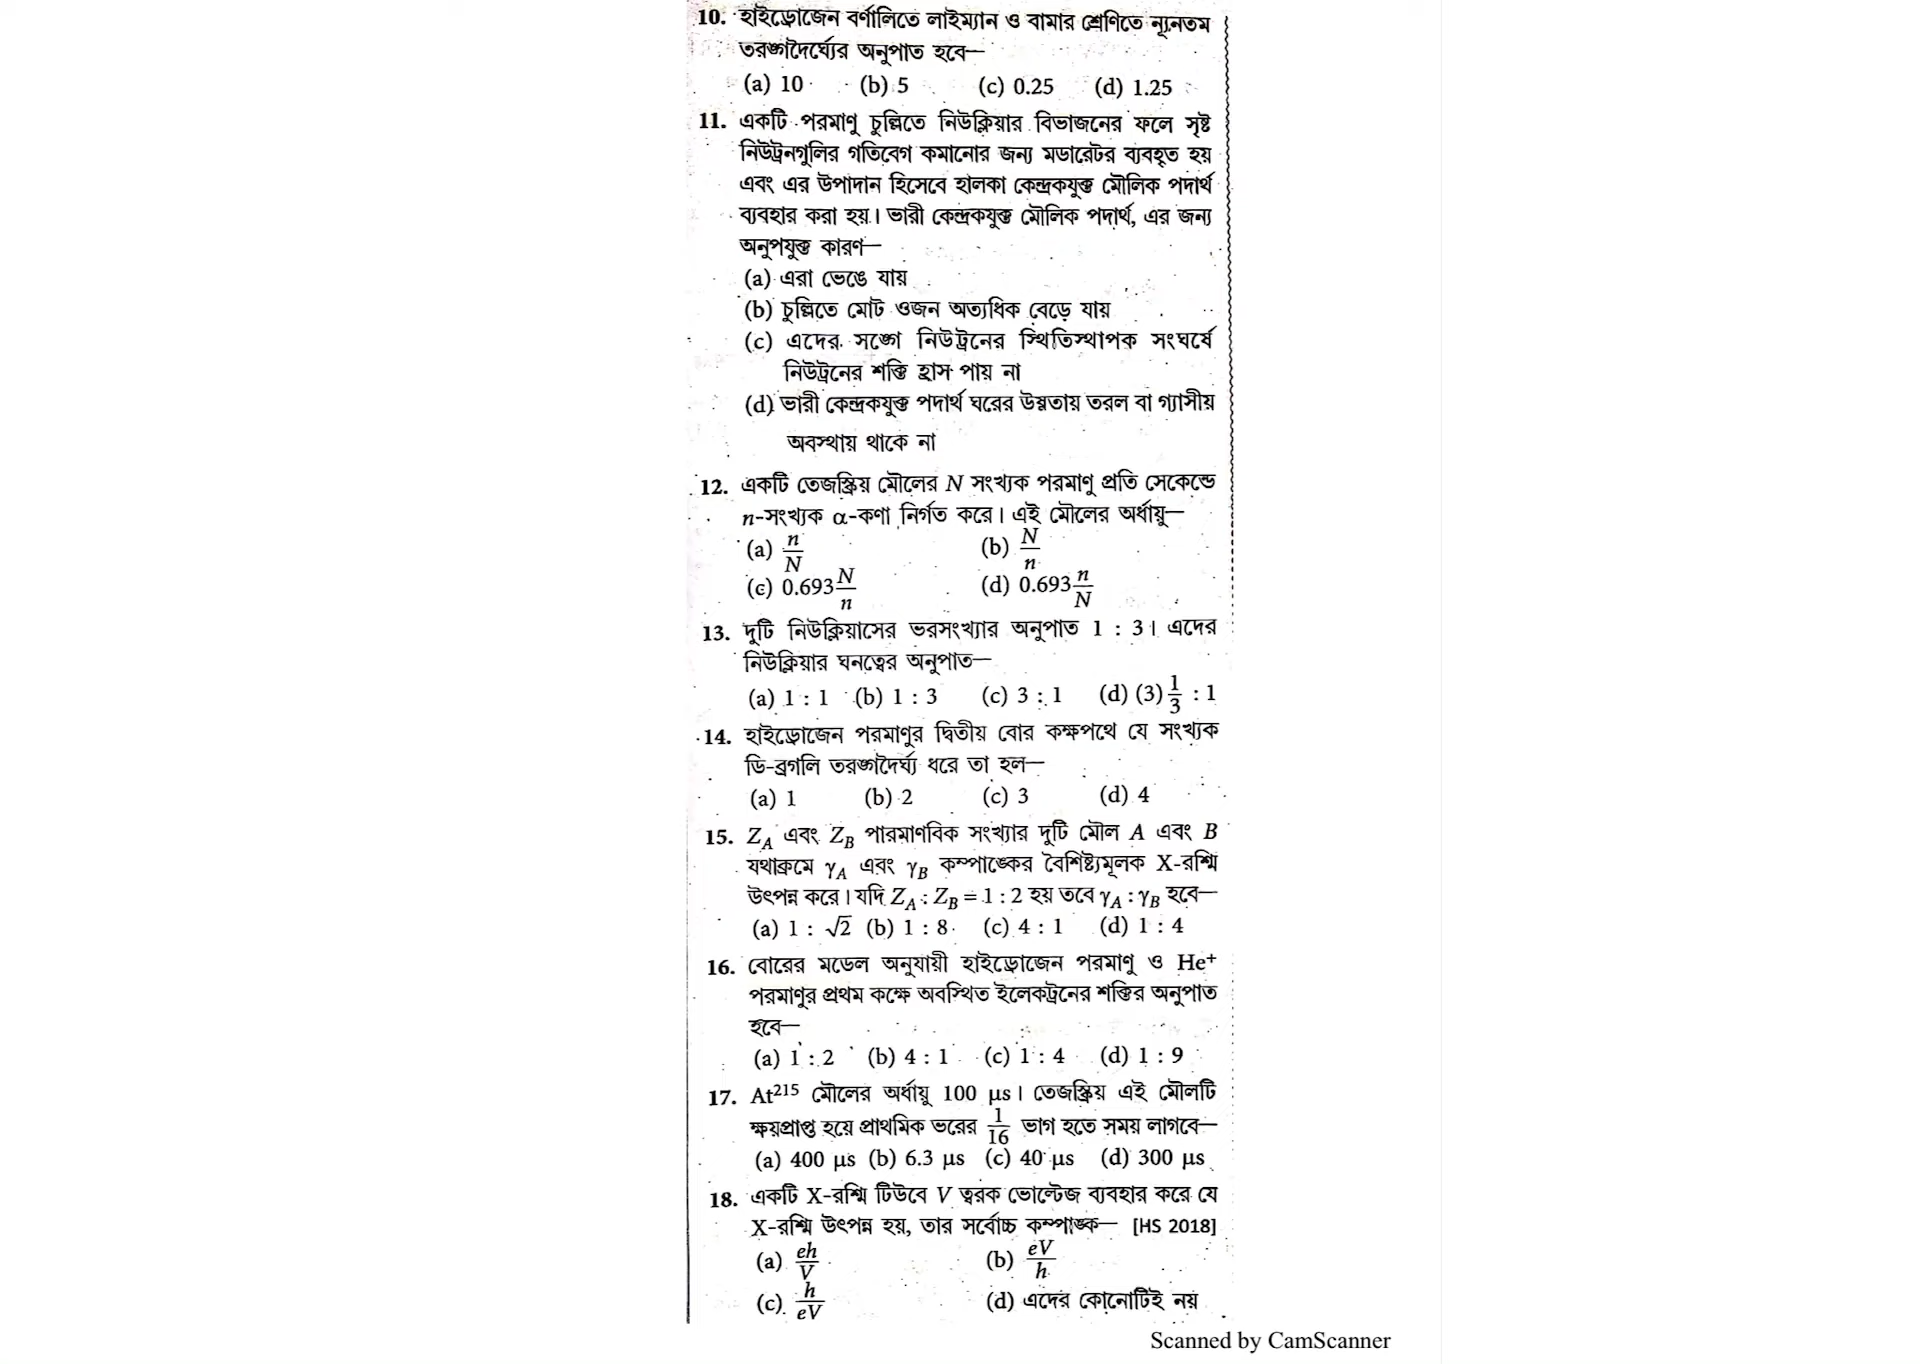 10. হাইড্রোজেন বর্ণালিতে লাইম্যান ও বামার শ্রেণিতে ন্যূনতম
তরঙ্গদৈর্ঘ্যের অনুপাত হবে—
(a) 10 (b) 5 (c) 0.25 (d) 1.25
11. একটি পরমাণু চুল্লিতে নিউক্লিয়ার বিভাজনের ফলে সৃষ্ট
নিউট্রনগুলির গতিবেগ কমানোর জন্য মডারেটর ব্যবহৃত হয়
এবং এর উপাদান হিসেবে হালকা কেন্দ্রকযুক্ত মৌলিক পদার্থ
ব্যবহার করা হয়। ভারী কেন্দ্রকযুক্ত মৌলিক পদার্থ, এর জন্য
অনুপযুক্ত কারণ—
(a) এরা ভেঙে যায়
(b) চুল্লিতে মোট ওজন অত্যধিক বেড়ে যায়
(c) এদের সঙ্গে নিউট্রনের স্থিতিস্থাপক সংঘর্ষে
নিউট্রনের শক্তি হ্রাস পায় না
(d) ভারী কেন্দ্রকযুক্ত পদার্থ ঘরের উষ্ণতায় তরল বা গ্যাসীয়
অবস্থায় থাকে না
12. একটি তেজস্ক্রিয় মৌলের N সংখ্যক পরমাণু প্রতি সেকেন্ডে
n-সংখ্যক α-কণা নির্গত করে। এই মৌলের অর্ধায়ু—
(a) n/N (b) N/n
(c) 0.693 N/n (d) 0.693 n/N
13. দুটি নিউক্লিয়াসের ভরসংখ্যার অনুপাত 1 : 3। এদের
নিউক্লিয়ার ঘনত্বের অনুপাত—
(a) 1 : 1 (b) 1 : 3 (c) 3 : 1 (d) (3) 1/3 : 1
14. হাইড্রোজেন পরমাণুর দ্বিতীয় বোর কক্ষপথে যে সংখ্যক
ডি-ব্রগলি তরঙ্গদৈর্ঘ্য ধরে তা হল—
(a) 1 (b) 2 (c) 3 (d) 4
15. Z_A এবং Z_B পারমাণবিক সংখ্যার দুটি মৌল A এবং B
যথাক্রমে γ_A এবং γ_B কম্পাঙ্কের বৈশিষ্ট্যমূলক X-রশ্মি
উৎপন্ন করে। যদি Z_A : Z_B = 1 : 2 হয় তবে γ_A : γ_B হবে—
(a) 1 : √2 (b) 1 : 8 (c) 4 : 1 (d) 1 : 4
16. বোরের মডেল অনুযায়ী হাইড্রোজেন পরমাণু ও He⁺
পরমাণুর প্রথম কক্ষে অবস্থিত ইলেকট্রনের শক্তির অনুপাত
হবে—
(a) 1 : 2 (b) 4 : 1 (c) 1 : 4 (d) 1 : 9
17. At²¹⁵ মৌলের অর্ধায়ু 100 μs। তেজস্ক্রিয় এই মৌলটি
ক্ষয়প্রাপ্ত হয়ে প্রাথমিক ভরের 1/16 ভাগ হতে সময় লাগবে—
(a) 400 μs (b) 6.3 μs (c) 40 μs (d) 300 μs
18. একটি X-রশ্মি টিউবে V ত্বরক ভোল্টেজ ব্যবহার করে যে
X-রশ্মি উৎপন্ন হয়, তার সর্বোচ্চ কম্পাঙ্ক— [HS 2018]
(a) eh/V (b) eV/h
(c) h/eV (d) এদের কোনোটিই নয়
Scanned by CamScanner